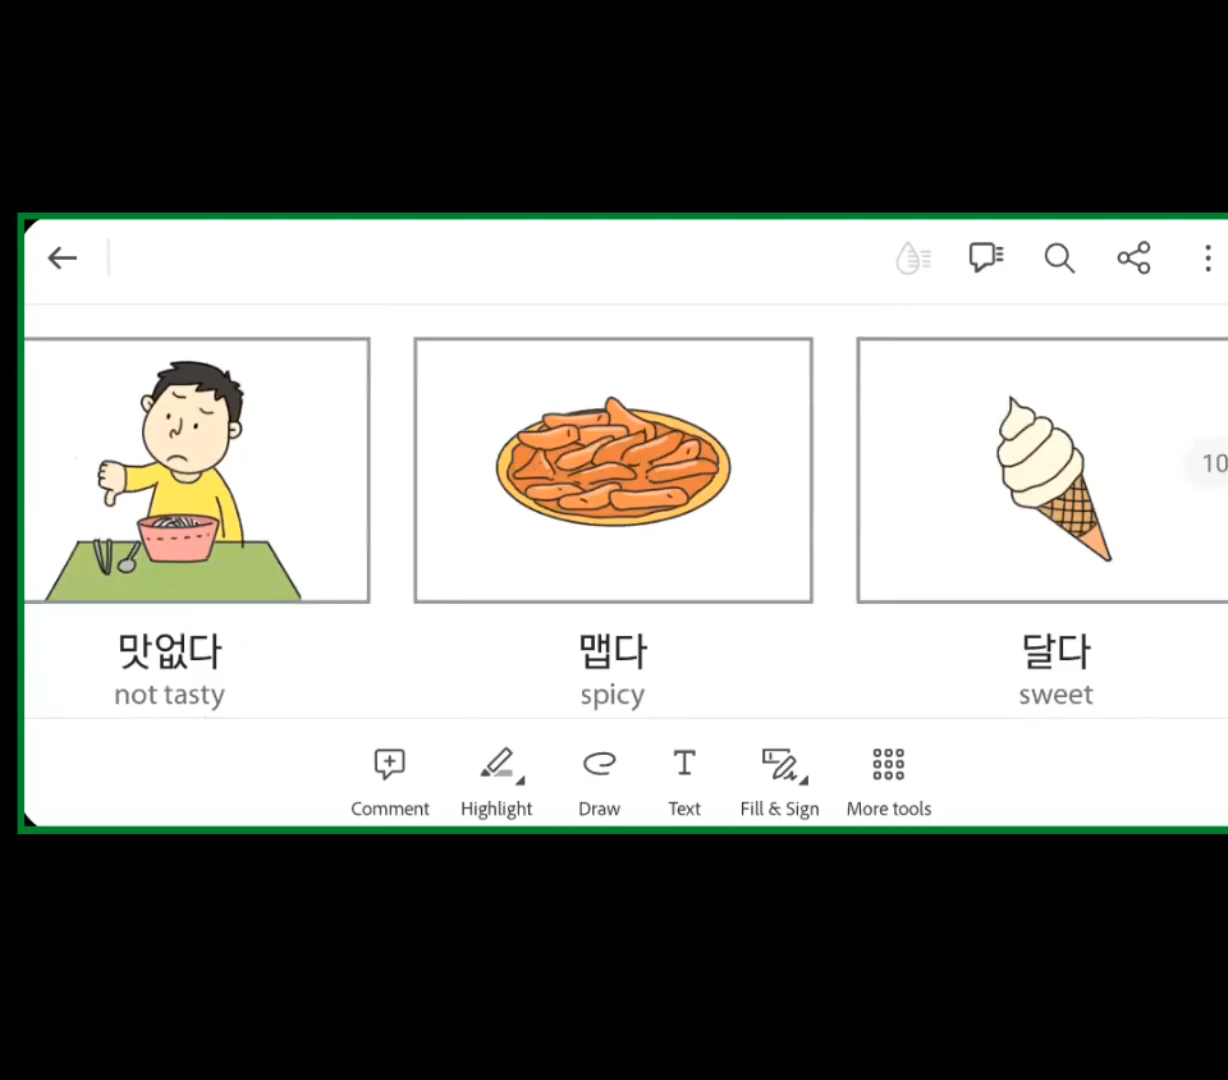 10
맛없다
not tasty
맵다
spicy
달다
sweet
Comment
Highlight
Draw
Text
Fill & Sign
More tools